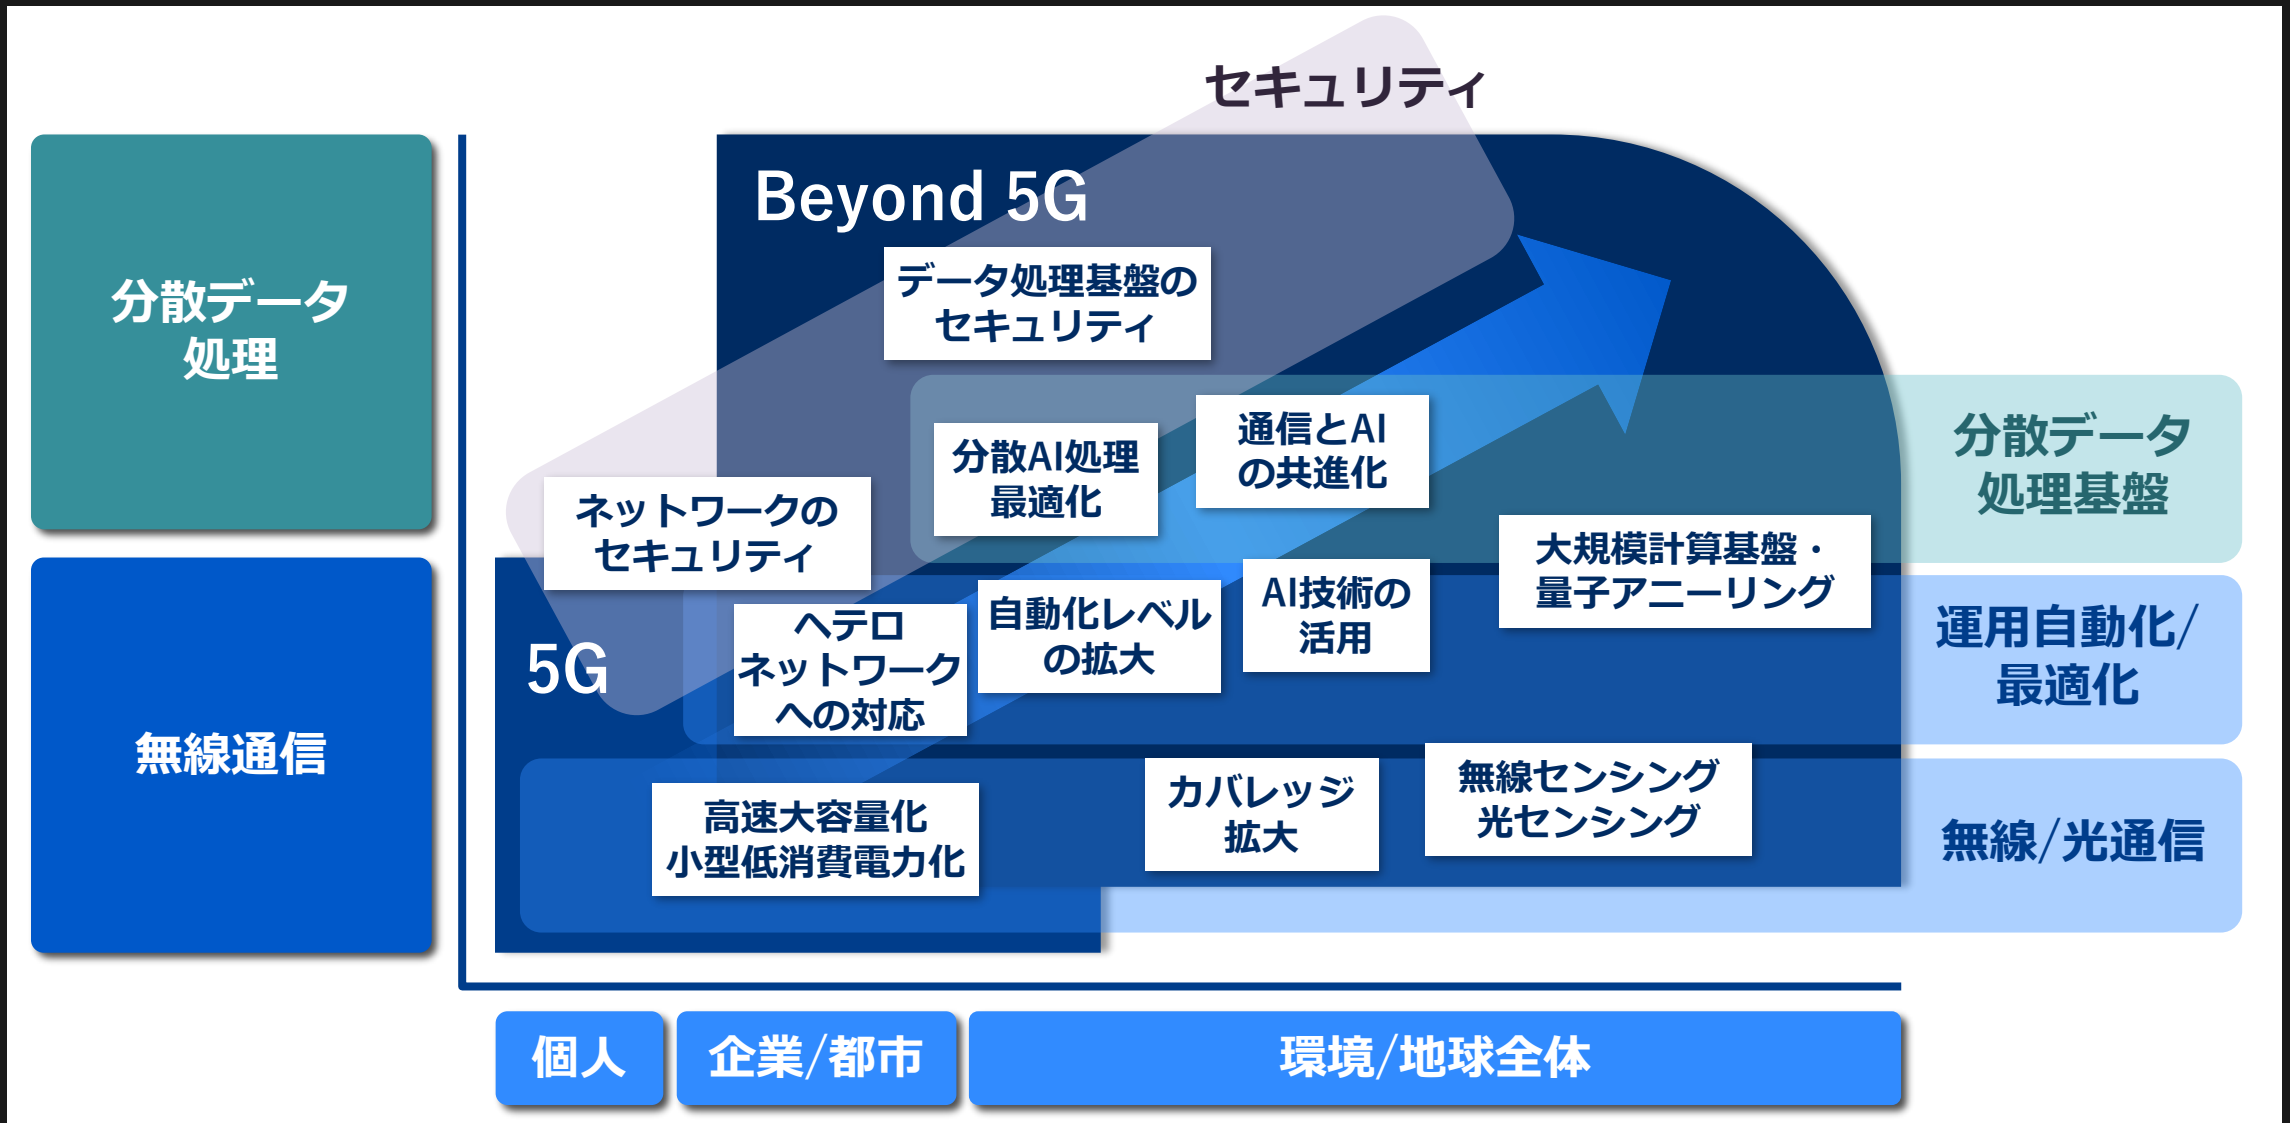 セキュリティ
Beyond 5G
データ処理基盤の
セキュリティ
分散データ
処理
通信とAI
の共進化
分散AI処理
最適化
分散データ
処理基盤
ネットワークの
セキュリティ
大規模計算基盤・
量子アニーリング
5G
ヘテロ
ネットワーク
への対応
自動化レベル
の拡大
AI技術の
活用
運用自動化/
最適化
無線通信
高速大容量化
小型低消費電力化
カバレッジ
拡大
無線センシング
光センシング
無線/光通信
個人
企業/都市
環境/地球全体